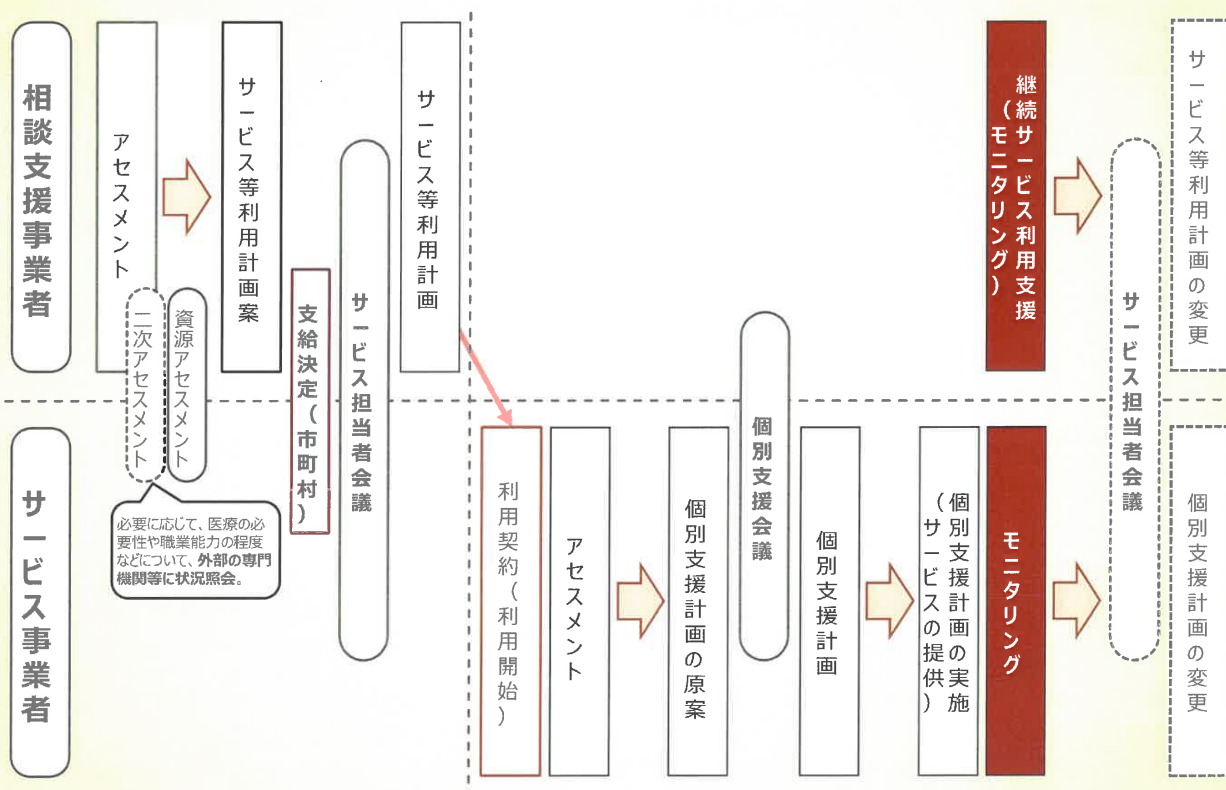 相談支援事業者
アセスメント
二次アセスメント
資源アセスメント
必要に応じて、医療の必
要性や職業能力の程度
などについて、外部の専門
機関等に状況照会。
サービス等利用計画案
支給決定(市町村)
サービス担当者会議
サービス等利用計画
継続サービス利用支援
(モニタリング)
サービス担当者会議
サービス等利用計画の変更
サービス事業者
利用契約(利用開始)
アセスメント
個別支援計画の原案
個別支援会議
個別支援計画
個別支援計画の実施
(サービスの提供)
モニタリング
個別支援計画の変更